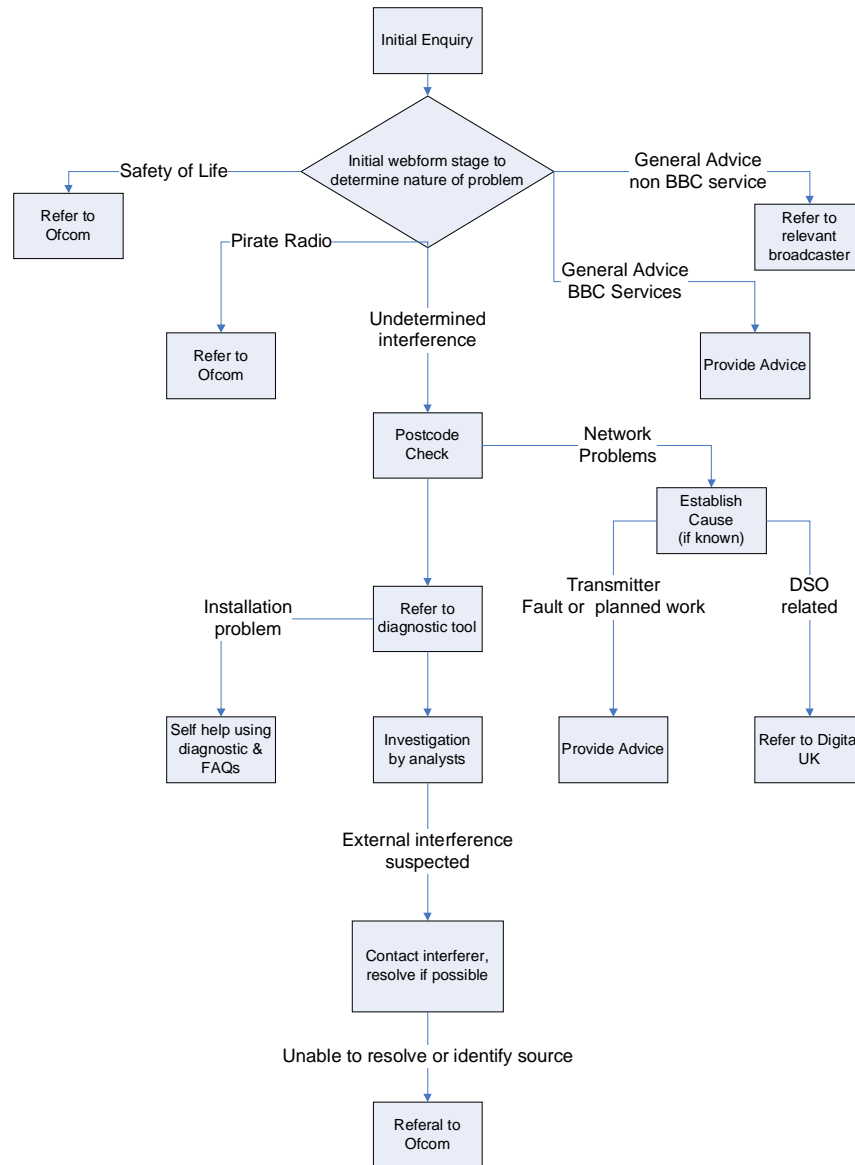 Initial Enquiry
Initial webform stage to
determine nature of problem
Safety of Life
General Advice
non BBC service
Refer to
Ofcom
Refer to
relevant
broadcaster
Pirate Radio
General Advice
BBC Services
Undetermined
interference
Refer to
Ofcom
Provide Advice
Postcode
Check
Network
Problems
Establish
Cause
(if known)
Transmitter
Fault or planned work
DSO
related
Installation
problem
Refer to
diagnostic tool
Self help using
diagnostic &
FAQs
Investigation
by analysts
Provide Advice
Refer to Digital
UK
External interference
suspected
Contact interferer,
resolve if possible
Unable to resolve or identify source
Referal to
Ofcom